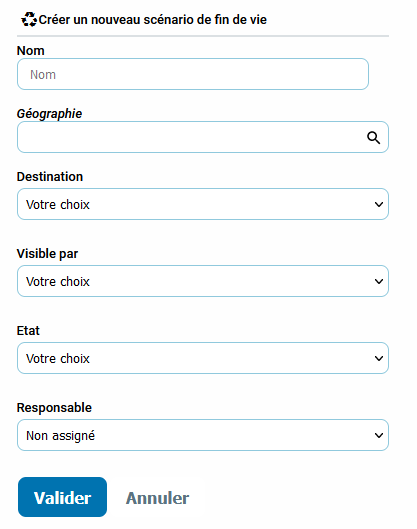 Créer un nouveau scénario de fin de vie
Nom
Nom
Géographie
Destination
Votre choix
Visible par
Votre choix
Etat
Votre choix
Responsable
Non assigné
Valider Annuler